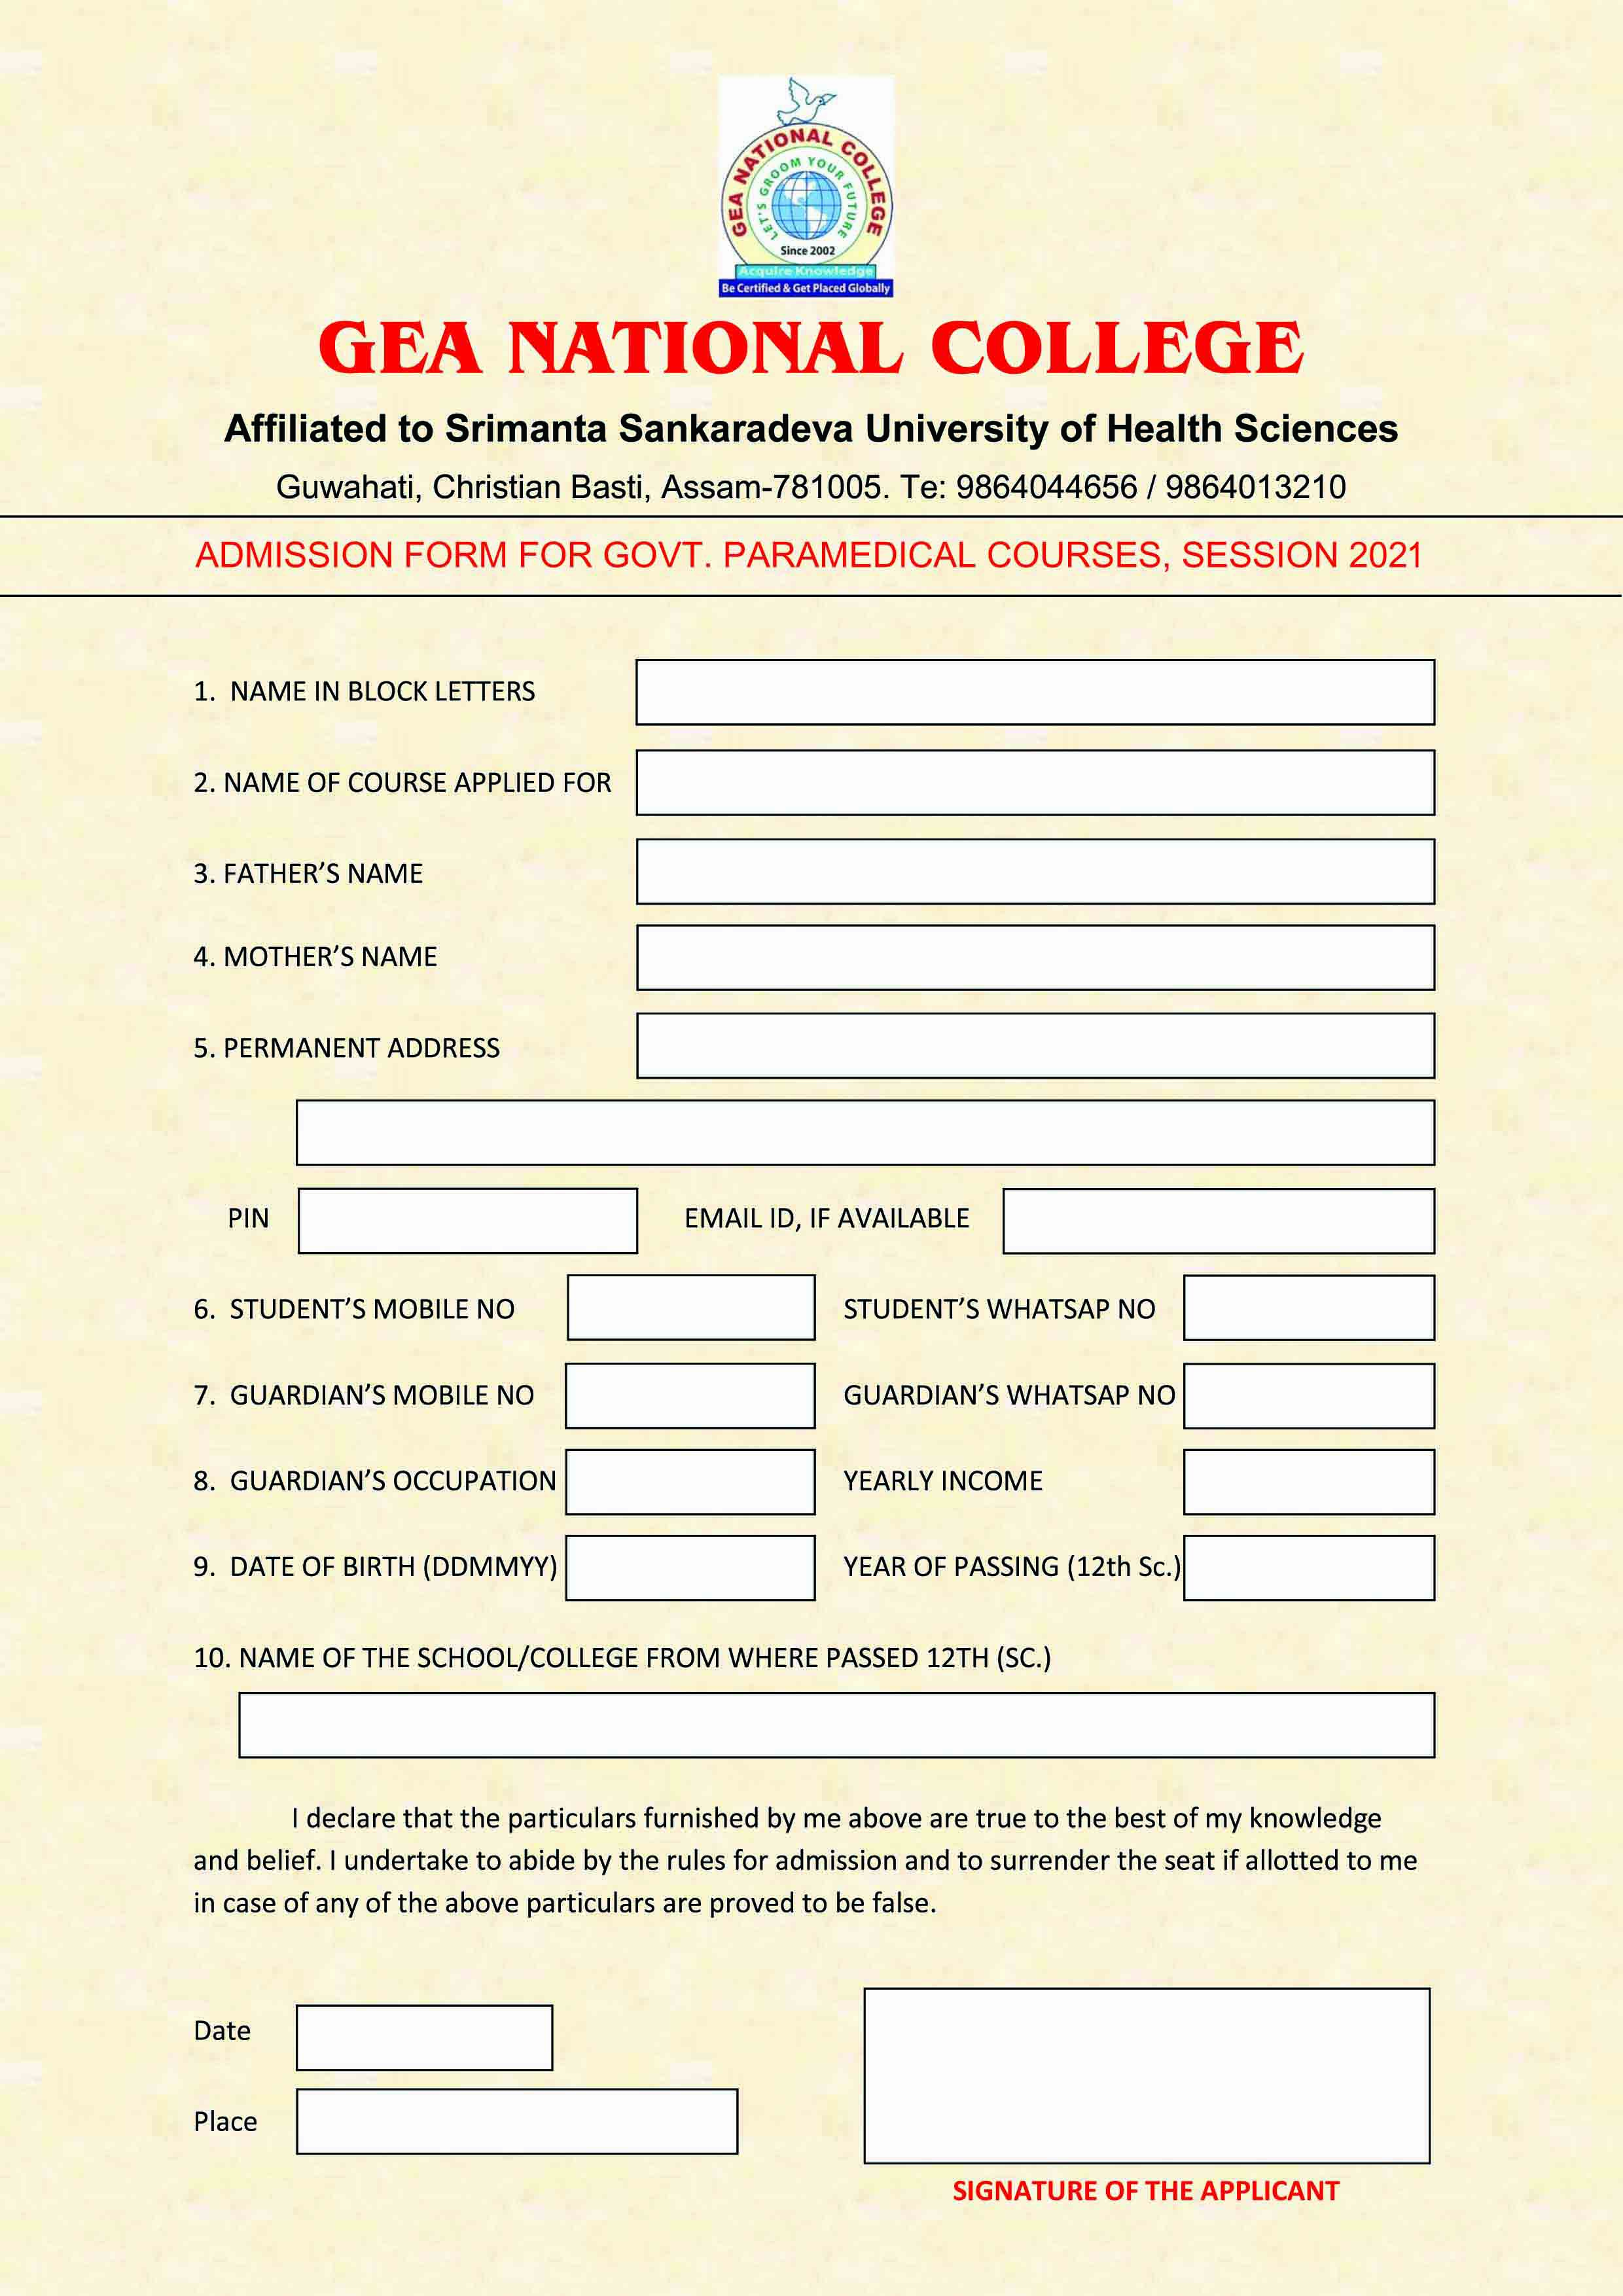 GEA NATIONAL COLLEGE
LET'S GROOM YOUR FUTURE
Since 2002
Acquire Knowledge
Be Certified & Get Placed Globally
GEA NATIONAL COLLEGE
Affiliated to Srimanta Sankaradeva University of Health Sciences
Guwahati, Christian Basti, Assam-781005. Te: 9864044656 / 9864013210
ADMISSION FORM FOR GOVT. PARAMEDICAL COURSES, SESSION 2021
1. NAME IN BLOCK LETTERS
2. NAME OF COURSE APPLIED FOR
3. FATHER’S NAME
4. MOTHER’S NAME
5. PERMANENT ADDRESS
PIN EMAIL ID, IF AVAILABLE
6. STUDENT’S MOBILE NO STUDENT’S WHATSAP NO
7. GUARDIAN’S MOBILE NO GUARDIAN’S WHATSAP NO
8. GUARDIAN’S OCCUPATION YEARLY INCOME
9. DATE OF BIRTH (DDMMYY) YEAR OF PASSING (12th Sc.)
10. NAME OF THE SCHOOL/COLLEGE FROM WHERE PASSED 12TH (SC.)
I declare that the particulars furnished by me above are true to the best of my knowledge
and belief. I undertake to abide by the rules for admission and to surrender the seat if allotted to me
in case of any of the above particulars are proved to be false.
Date
Place
SIGNATURE OF THE APPLICANT